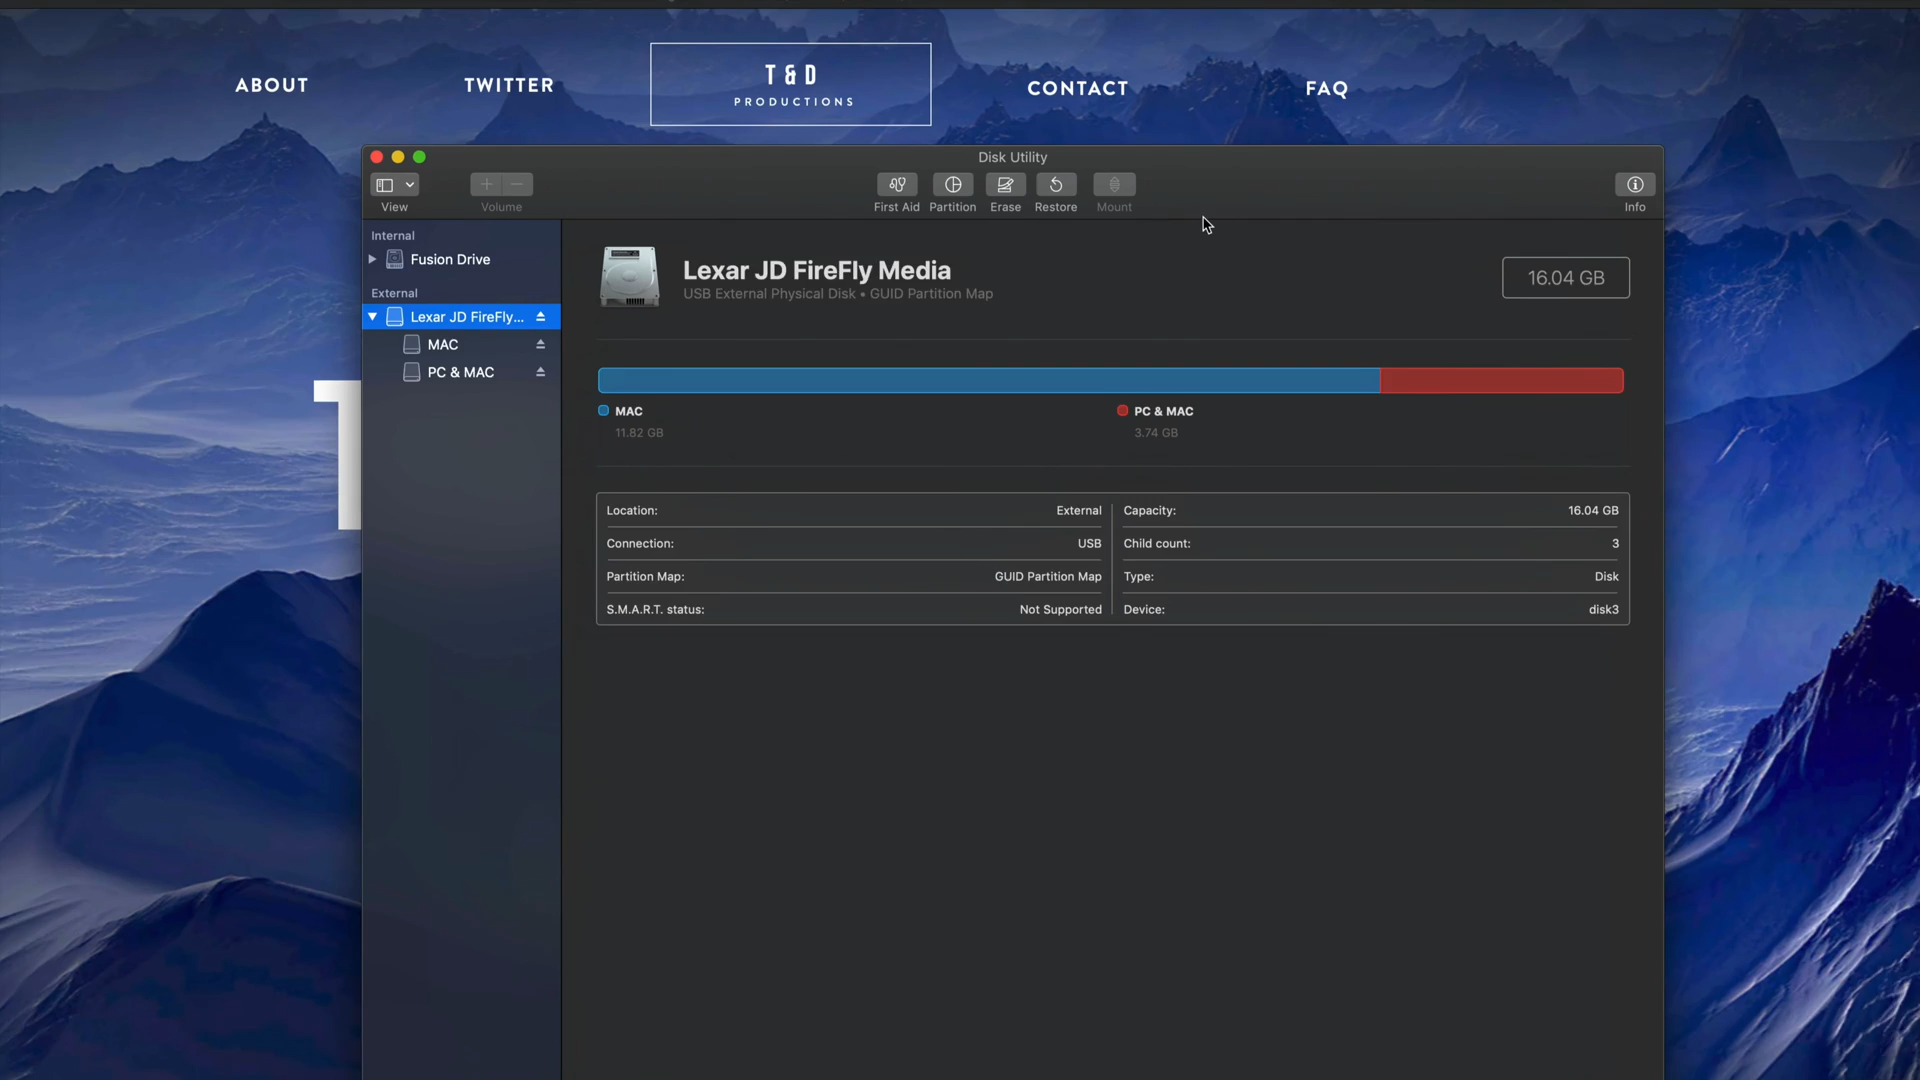 ABOUT
TWITTER
T & D
PRODUCTIONS
CONTACT
FAQ
Disk Utility
View
Volume
First Aid
Partition
Erase
Restore
Mount
Info
Internal
Fusion Drive
External
Lexar JD FireFly...
MAC
PC & MAC
Lexar JD FireFly Media
USB External Physical Disk • GUID Partition Map
16.04 GB
MAC
11.82 GB
PC & MAC
3.74 GB
Location: External
Capacity: 16.04 GB
Connection: USB
Child count: 3
Partition Map: GUID Partition Map
Type: Disk
S.M.A.R.T. status: Not Supported
Device: disk3